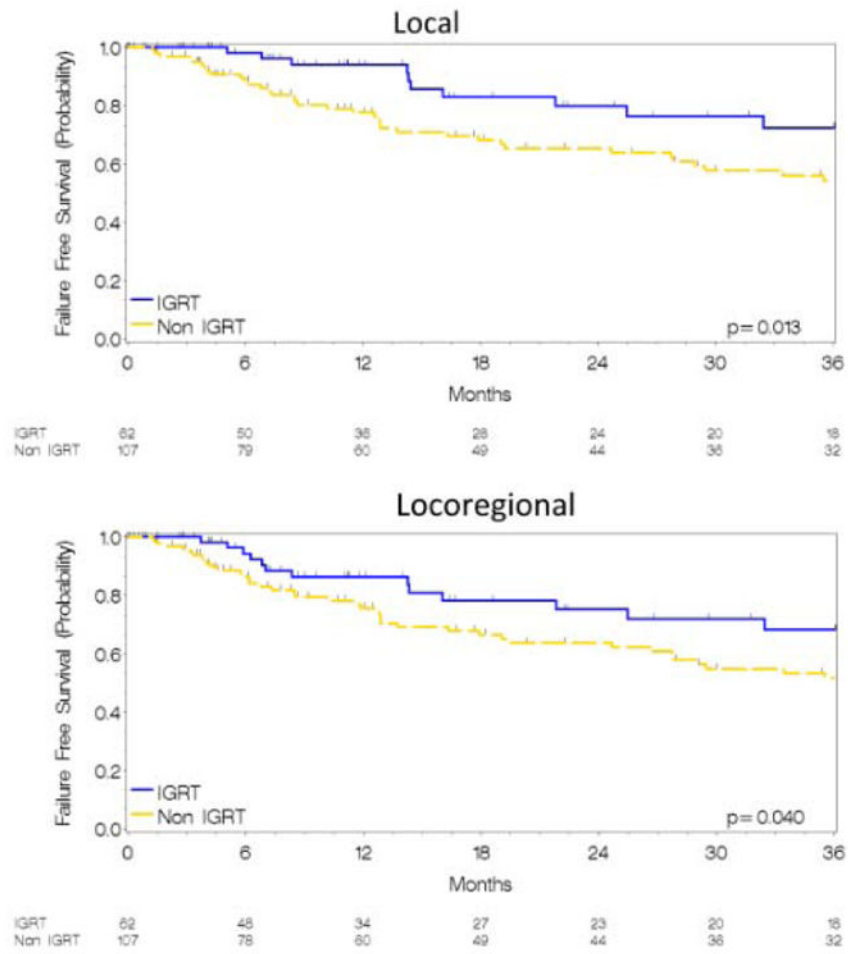 Local
Failure Free Survival (Probability)
1.0
0.8
0.6
0.4
0.2
0.0
IGRT
Non IGRT
p=0.013
0 6 12 18 24 30 36
Months
IGRT 62 50 36 28 24 20 18
Non IGRT 107 79 60 49 44 36 32
Locoregional
Failure Free Survival (Probability)
1.0
0.8
0.6
0.4
0.2
0.0
IGRT
Non IGRT
p=0.040
0 6 12 18 24 30 36
Months
IGRT 62 48 34 27 23 20 18
Non IGRT 107 78 60 49 44 36 32